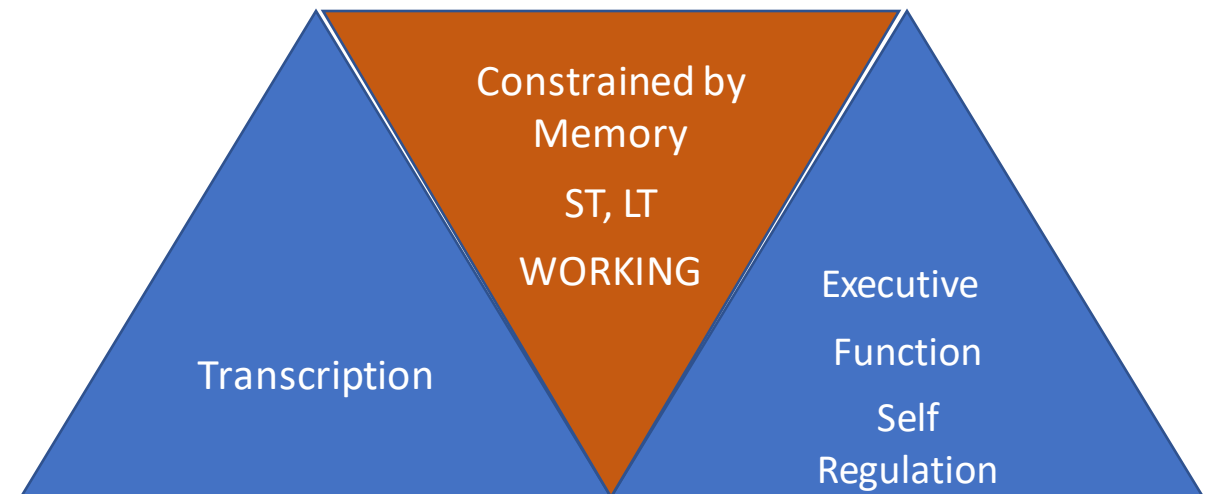 Constrained by
Memory
ST, LT
WORKING
Transcription
Executive
Function
Self
Regulation